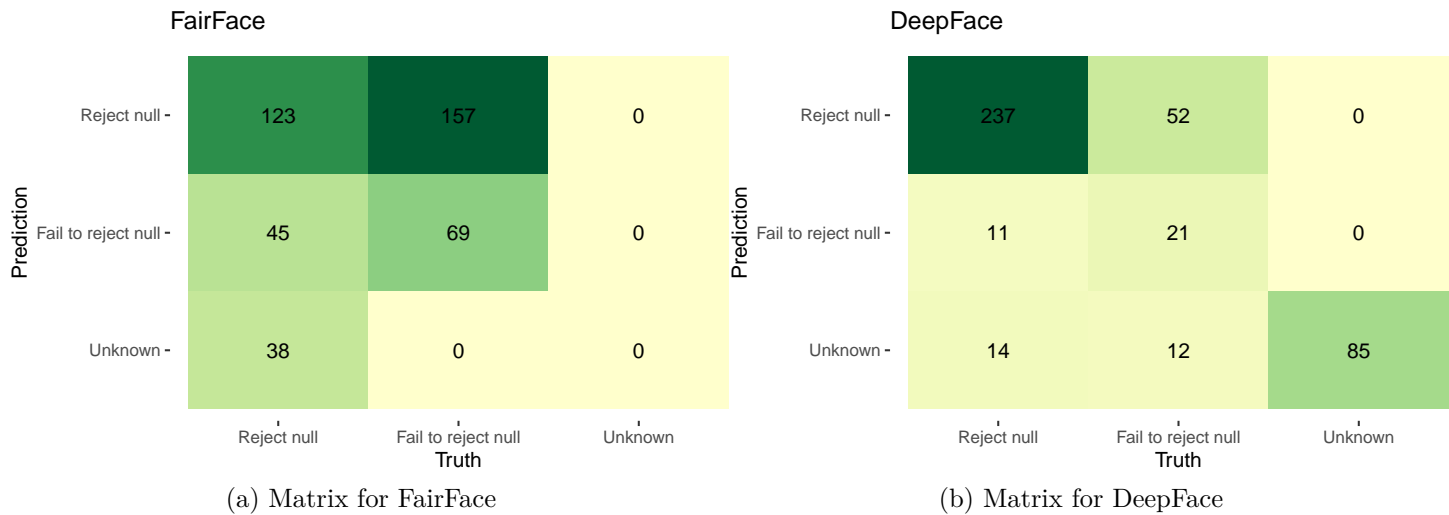 FairFace
Reject null
123
157
0
Prediction
Fail to reject null
45
69
0
Unknown
38
0
0
Reject null
Fail to reject null
Unknown
Truth
(a) Matrix for FairFace
DeepFace
Reject null
237
52
0
Prediction
Fail to reject null
11
21
0
Unknown
14
12
85
Reject null
Fail to reject null
Unknown
Truth
(b) Matrix for DeepFace